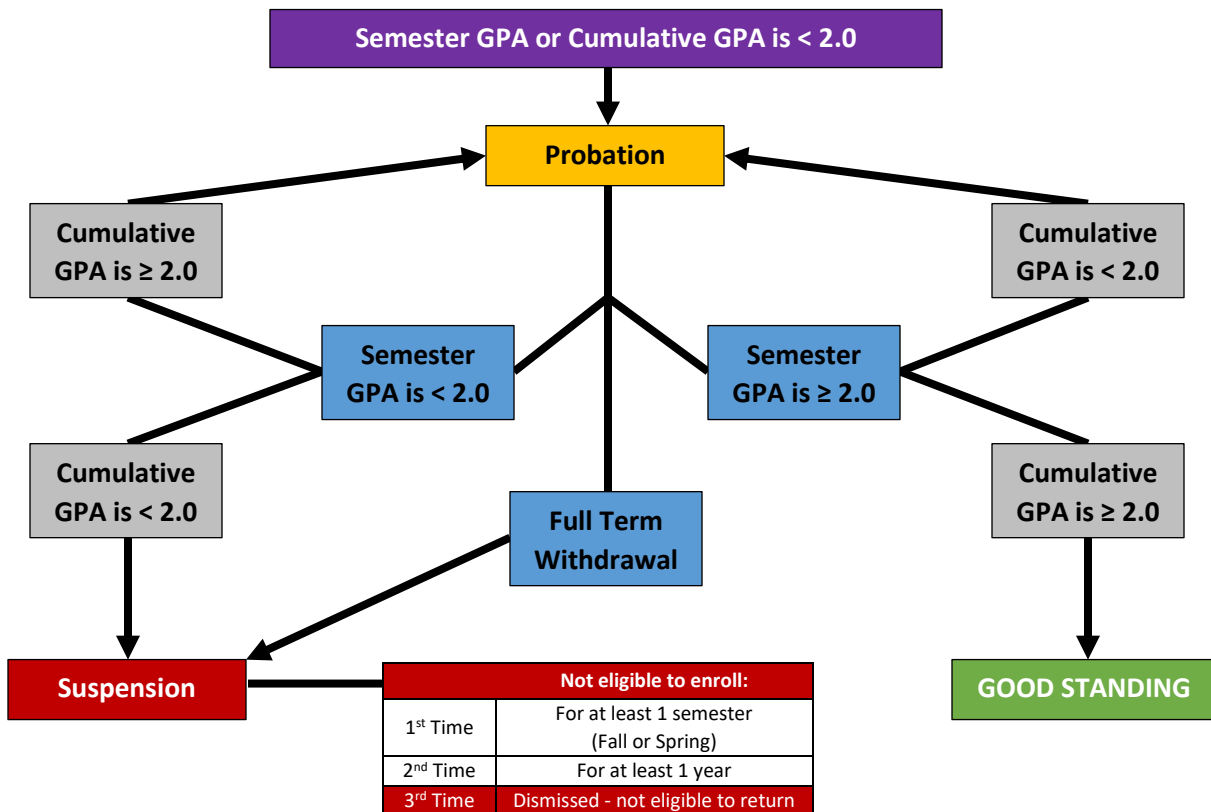 Semester GPA or Cumulative GPA is < 2.0
Probation
Cumulative
GPA is ≥ 2.0
Cumulative
GPA is < 2.0
Semester
GPA is < 2.0
Semester
GPA is ≥ 2.0
Cumulative
GPA is < 2.0
Cumulative
GPA is ≥ 2.0
Full Term
Withdrawal
Suspension
GOOD STANDING
Not eligible to enroll:
1st Time
For at least 1 semester
(Fall or Spring)
2nd Time
For at least 1 year
3rd Time
Dismissed - not eligible to return